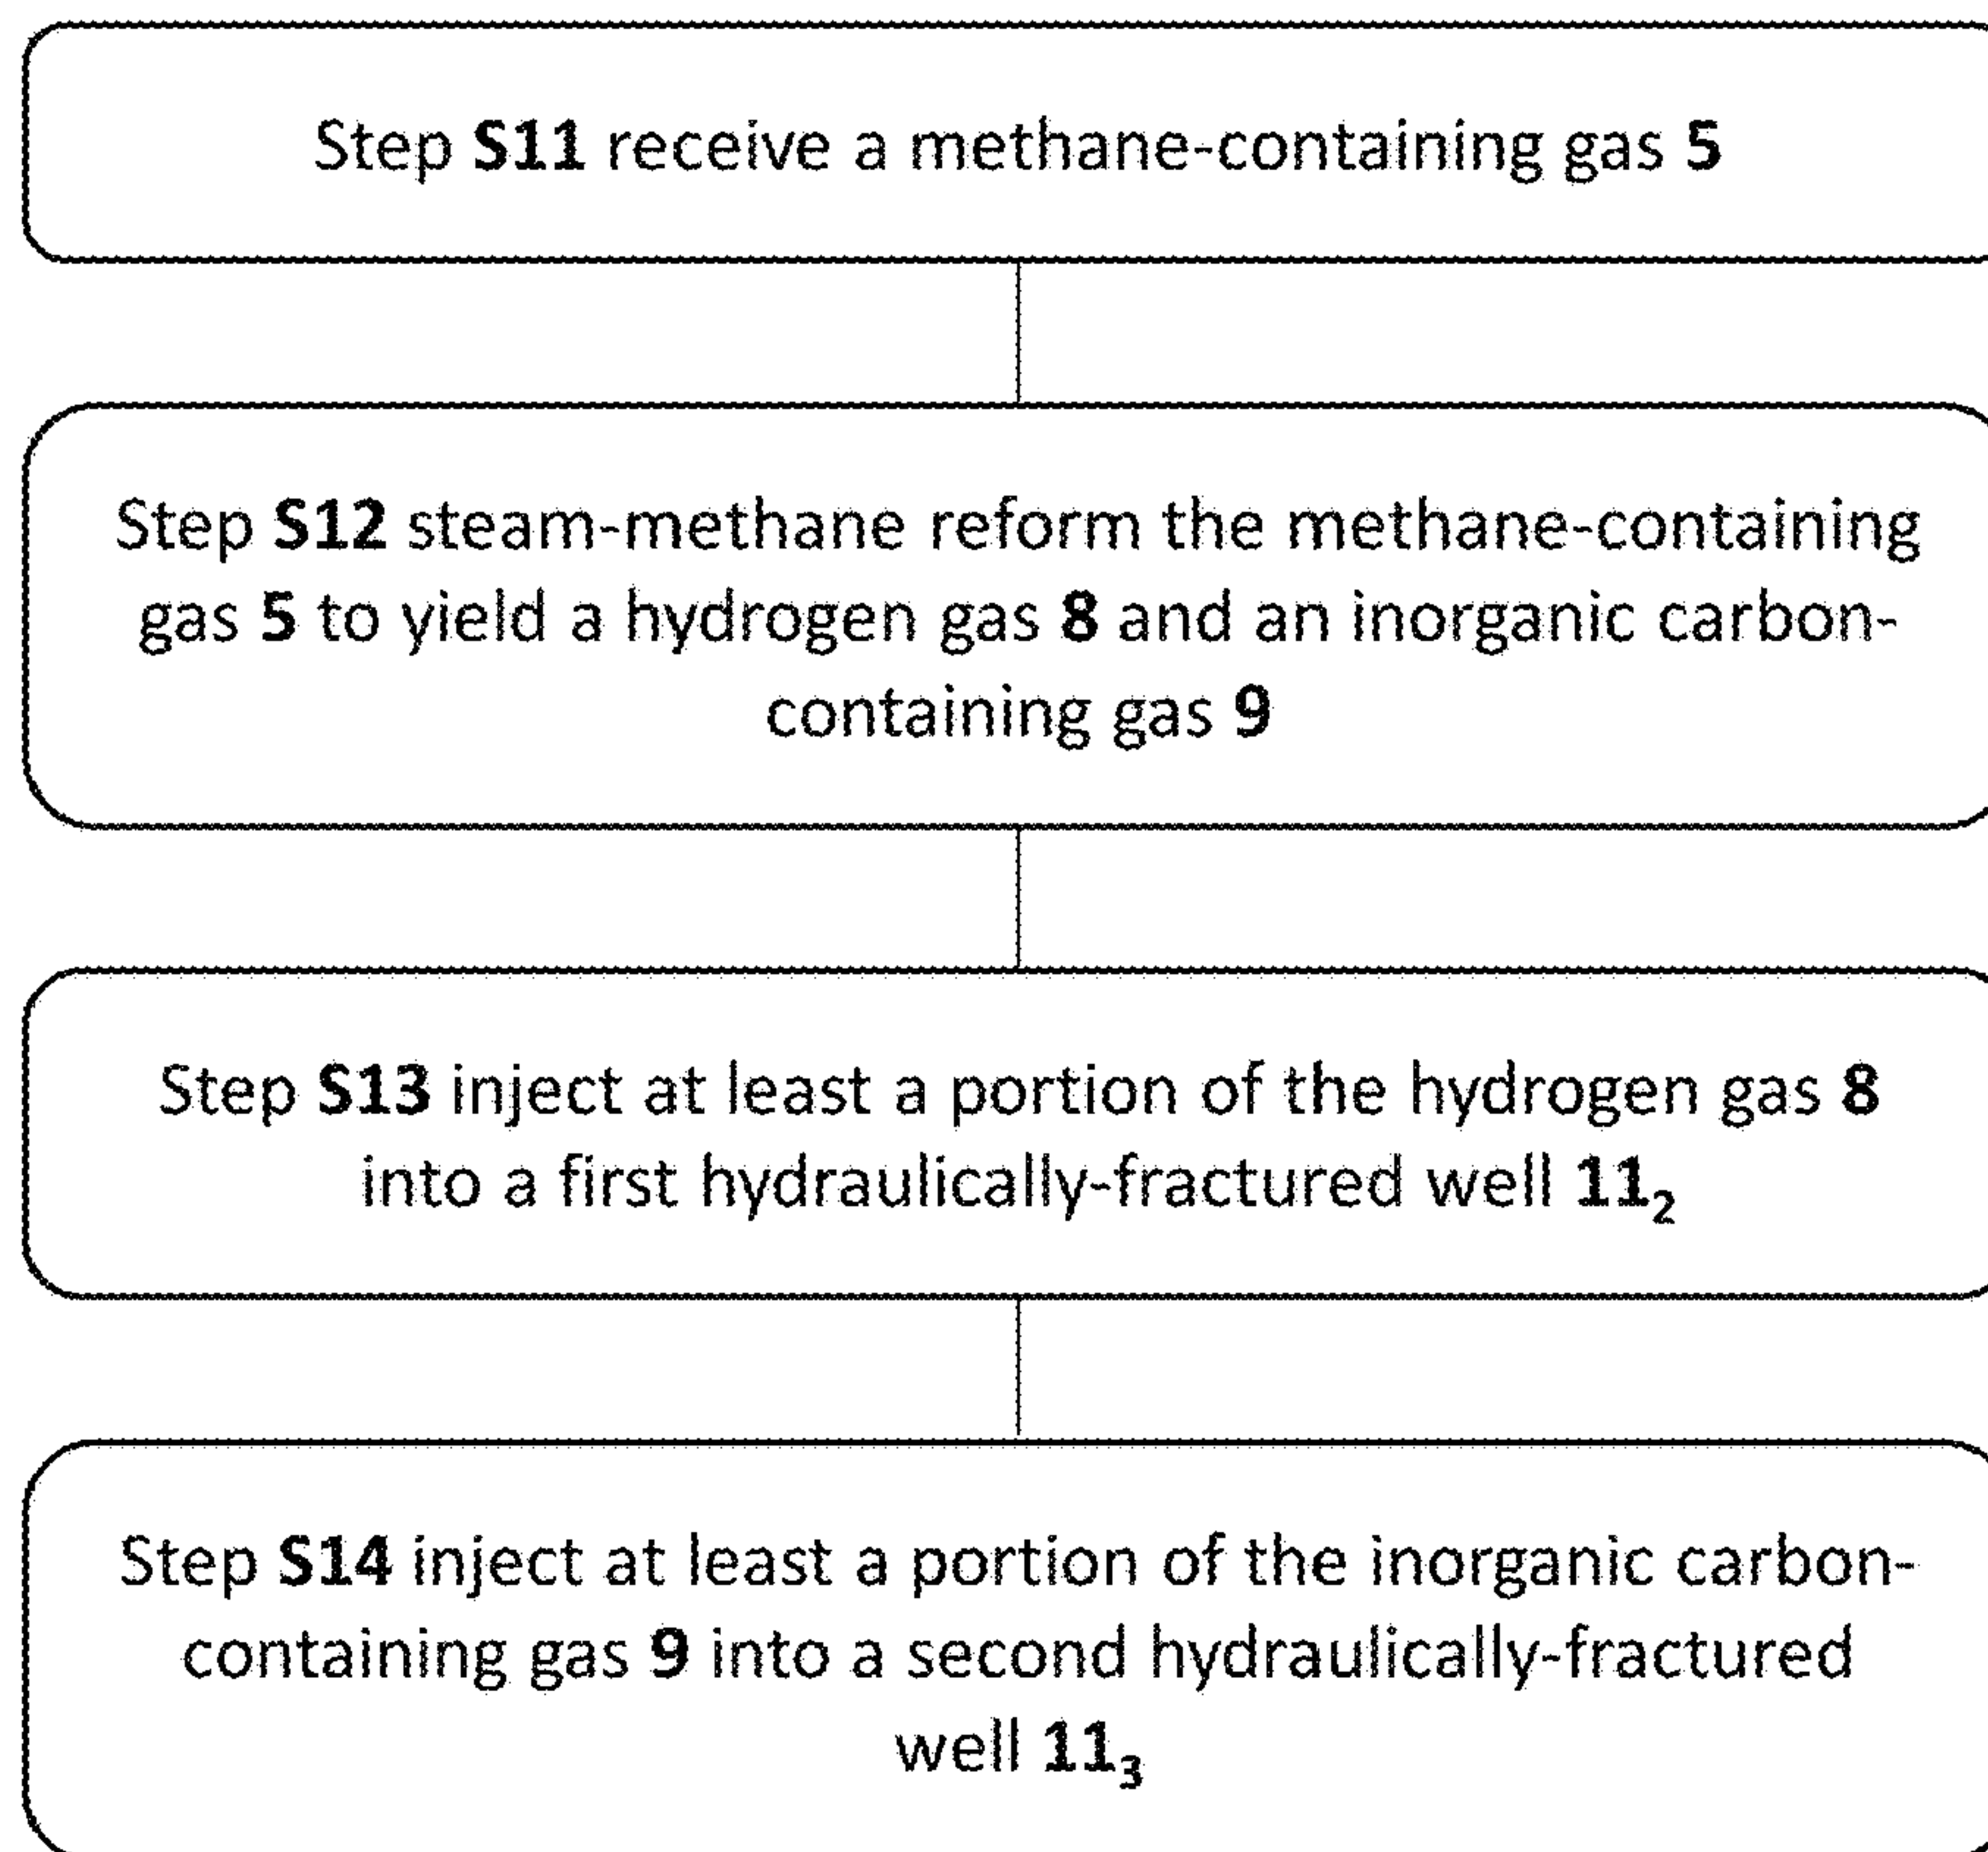 Step S11 receive a methane-containing gas 5
Step S12 steam-methane reform the methane-containing
gas 5 to yield a hydrogen gas 8 and an inorganic carbon-
containing gas 9
Step S13 inject at least a portion of the hydrogen gas 8
into a first hydraulically-fractured well 11₂
Step S14 inject at least a portion of the inorganic carbon-
containing gas 9 into a second hydraulically-fractured
well 11₃